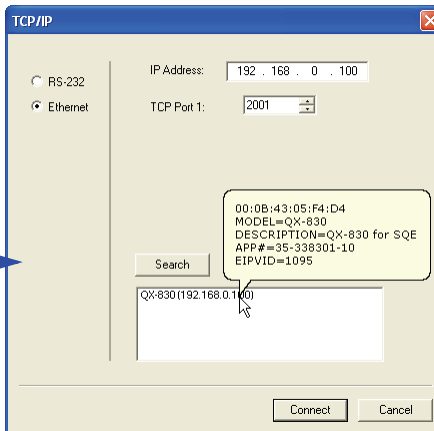 TCP/IP
RS-232
Ethernet
IP Address: 192 . 168 . 0 . 100
TCP Port 1: 2001
00:0B:43:05:F4:D4
MODEL=QX-830
DESCRIPTION=QX-830 for SQE
APP#=35-338301-10
EIPVID=1095
Search
QX-830(192.168.0.100)
Connect
Cancel